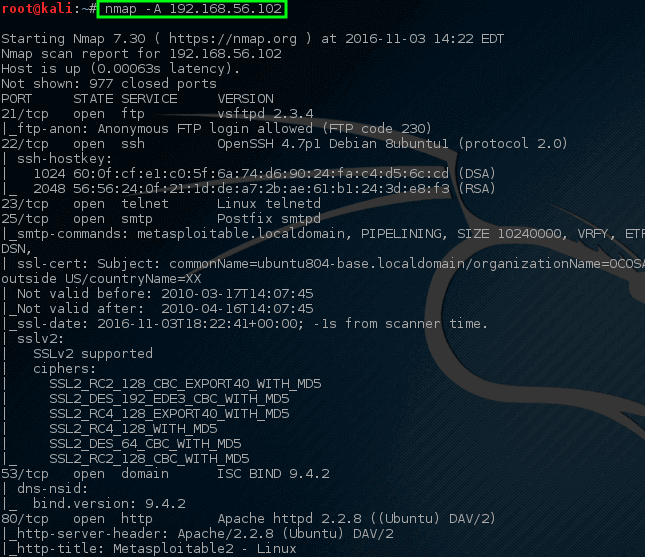 root@kali:~# nmap -A 192.168.56.102
Starting Nmap 7.30 ( https://nmap.org ) at 2016-11-03 14:22 EDT
Nmap scan report for 192.168.56.102
Host is up (0.00063s latency).
Not shown: 977 closed ports
PORT     STATE SERVICE     VERSION
21/tcp   open  ftp         vsftpd 2.3.4
|_ftp-anon: Anonymous FTP login allowed (FTP code 230)
22/tcp   open  ssh         OpenSSH 4.7p1 Debian 8ubuntu1 (protocol 2.0)
| ssh-hostkey:
|   1024 60:0f:cf:e1:c0:5f:6a:74:d6:90:24:fa:c4:d5:6c:cd (DSA)
|_  2048 56:56:24:0f:21:1d:de:a7:2b:ae:61:b1:24:3d:e8:f3 (RSA)
23/tcp   open  telnet      Linux telnetd
25/tcp   open  smtp        Postfix smtpd
|_smtp-commands: metasploitable.localdomain, PIPELINING, SIZE 10240000, VRFY, ETR
DSN,
| ssl-cert: Subject: commonName=ubuntu804-base.localdomain/organizationName=OCOSA
outside US/countryName=XX
| Not valid before: 2010-03-17T14:07:45
|_Not valid after:  2010-04-16T14:07:45
|_ssl-date: 2016-11-03T18:22:41+00:00; -1s from scanner time.
| sslv2:
|   SSLv2 supported
|   ciphers:
|     SSL2_RC2_128_CBC_EXPORT40_WITH_MD5
|     SSL2_DES_192_EDE3_CBC_WITH_MD5
|     SSL2_RC4_128_EXPORT40_WITH_MD5
|     SSL2_RC4_128_WITH_MD5
|     SSL2_DES_64_CBC_WITH_MD5
|_    SSL2_RC2_128_CBC_WITH_MD5
53/tcp   open  domain      ISC BIND 9.4.2
| dns-nsid:
|_  bind.version: 9.4.2
80/tcp   open  http        Apache httpd 2.2.8 ((Ubuntu) DAV/2)
|_http-server-header: Apache/2.2.8 (Ubuntu) DAV/2
|_http-title: Metasploitable2 - Linux